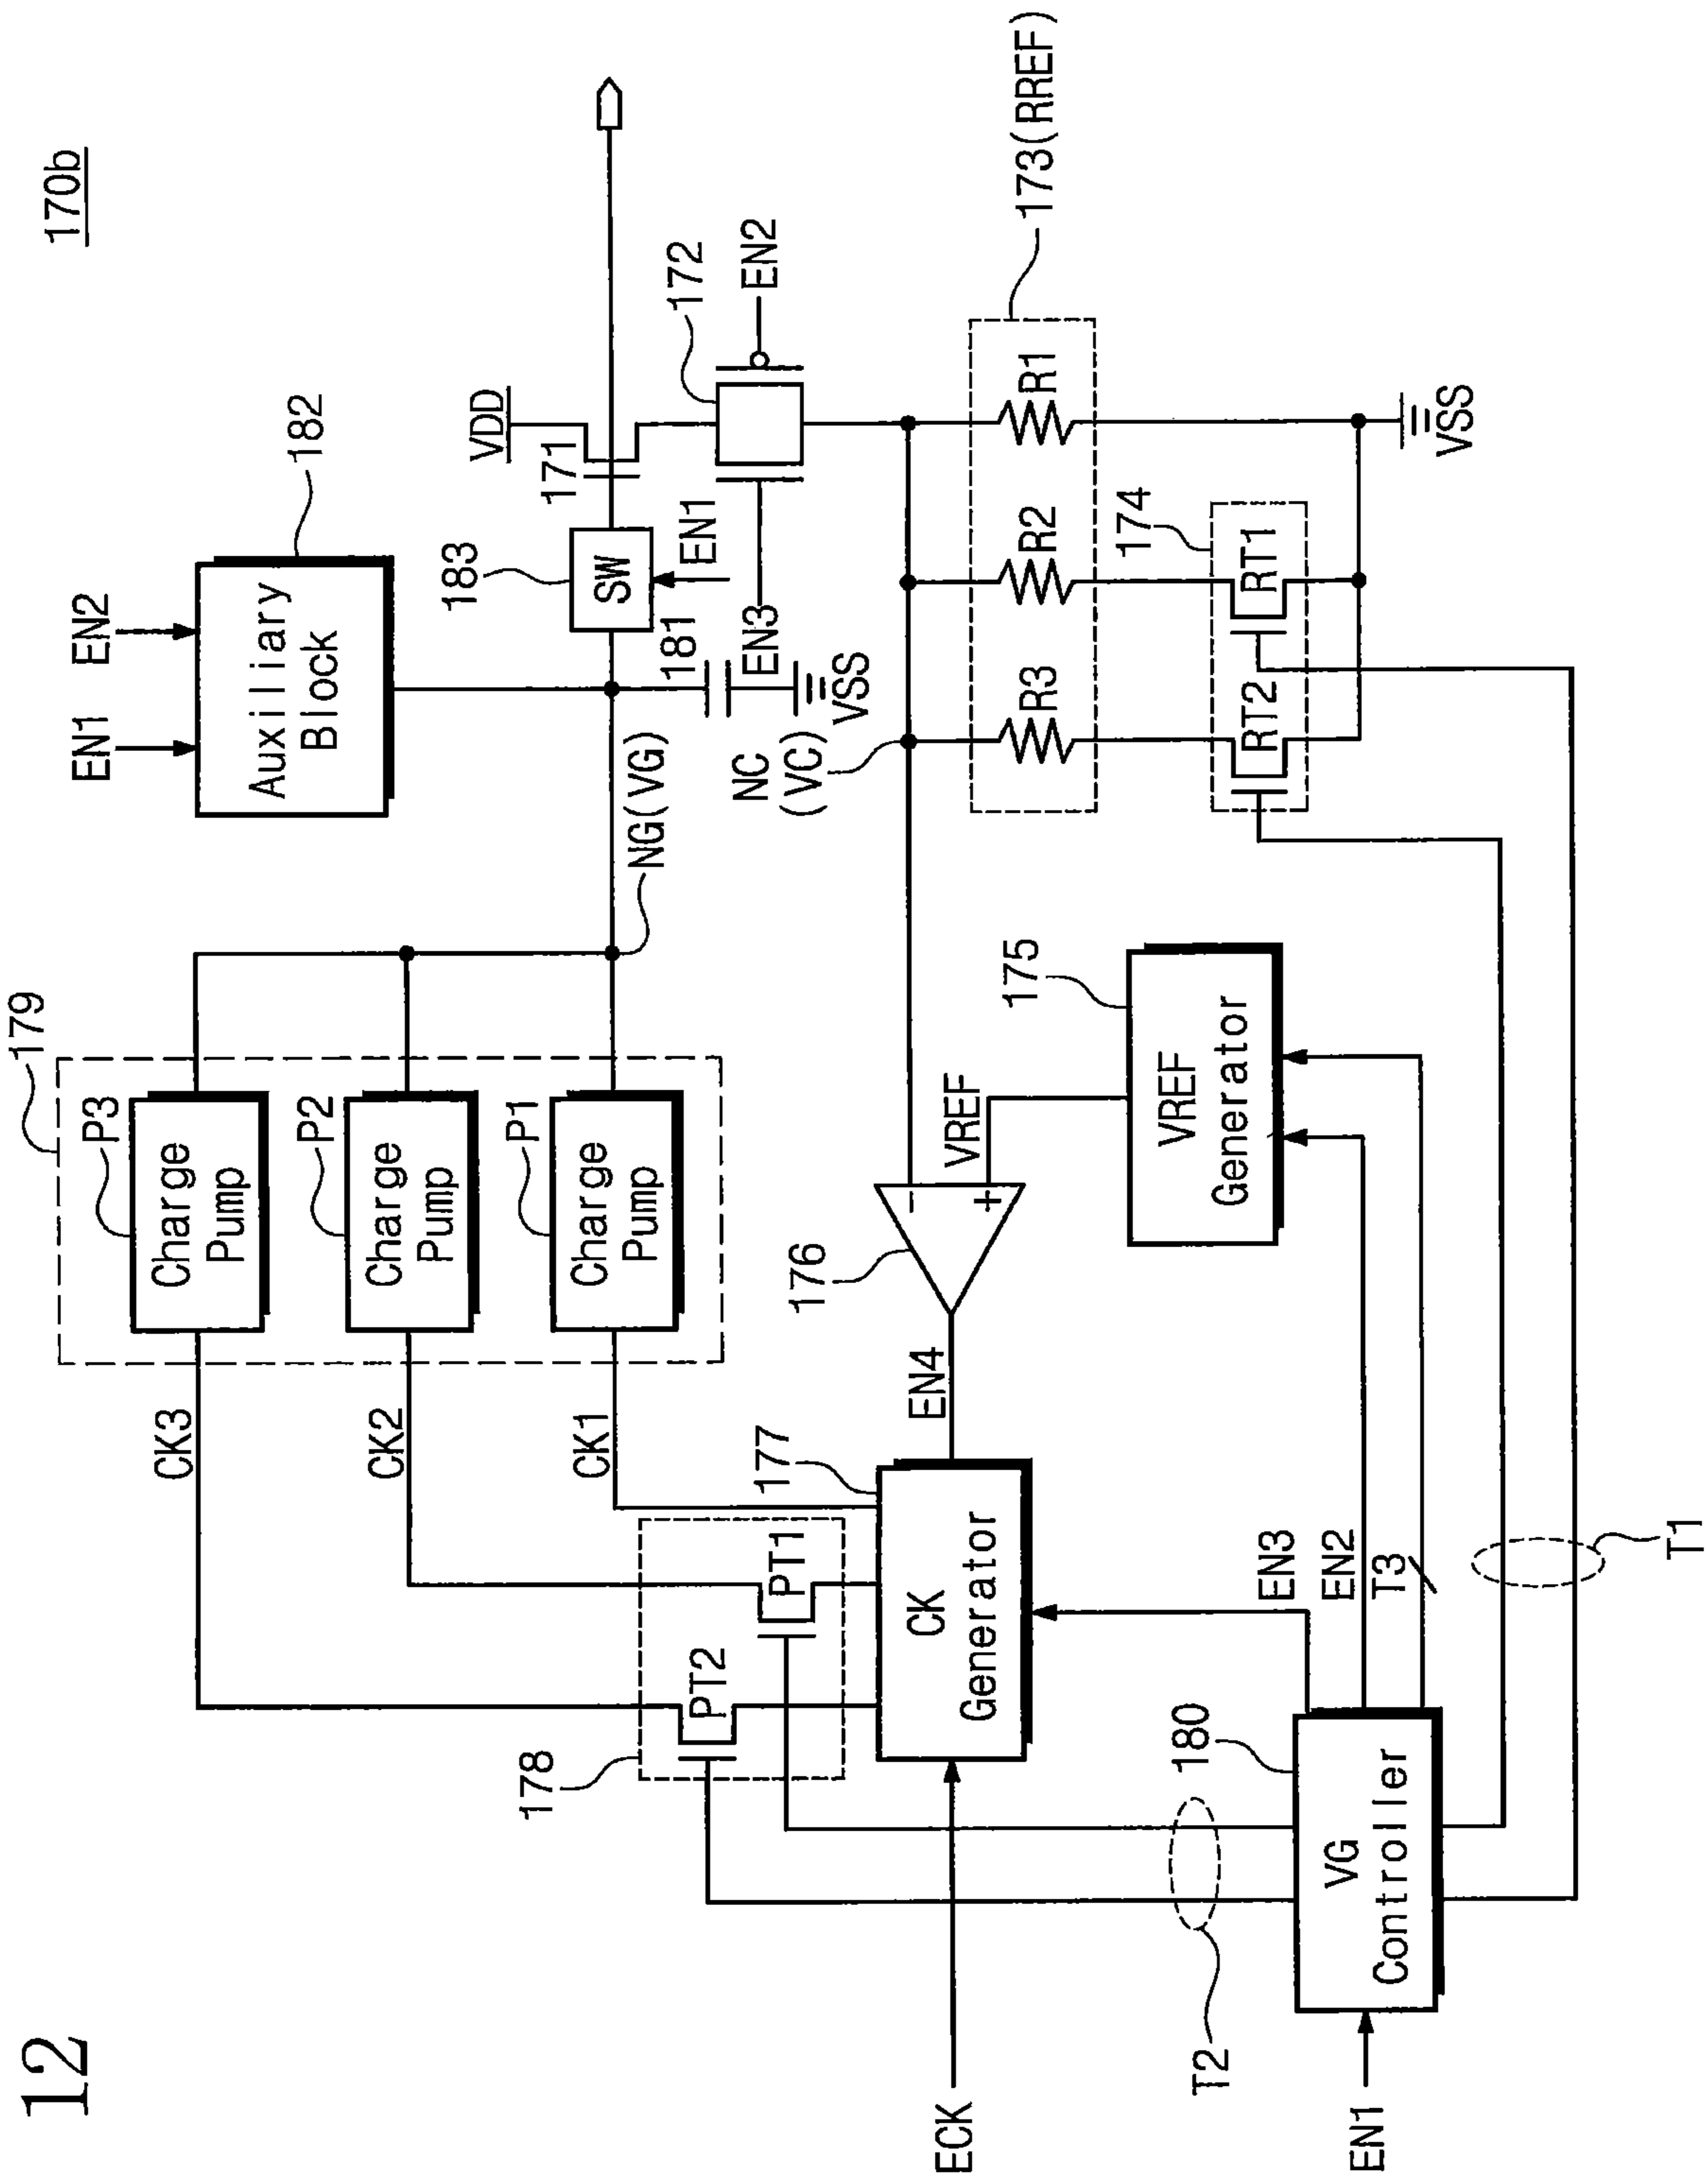 12
170b
179
P3
Charge
Pump
P2
Charge
Pump
P1
Charge
Pump
CK3
CK2
CK1
EN1
EN2
Auxiliary
Block
182
VDD
171
183
SW
EN1
181
VSS
NG(VG)
172
EN2
EN3
NC
(VC)
173(RREF)
R3
R2
R1
174
RT2
RT1
VSS
178
PT2
PT1
177
CK
Generator
EN4
176
-
+
VREF
175
VREF
Generator
ECK
T2
180
VG
Controller
EN1
EN3
EN2
T3
T1